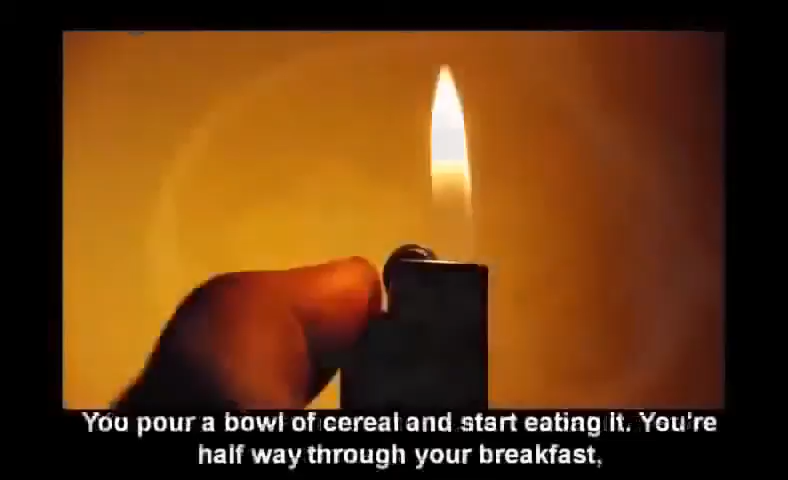 You pour a bowl of cereal and start eating it. You're
half way through your breakfast,